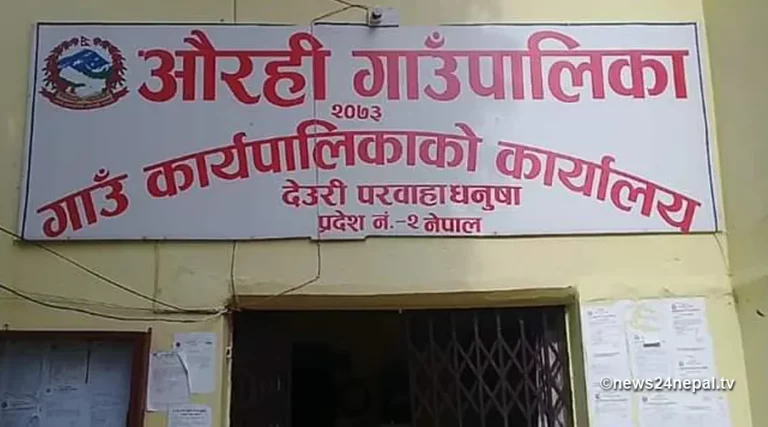 औरही गाउँपालिका
२०७३
गाउँ कार्यपालिकाको कार्यालय
देउरी परवाहा धनुषा
प्रदेश नं.-२ नेपाल
©news24nepal.tv